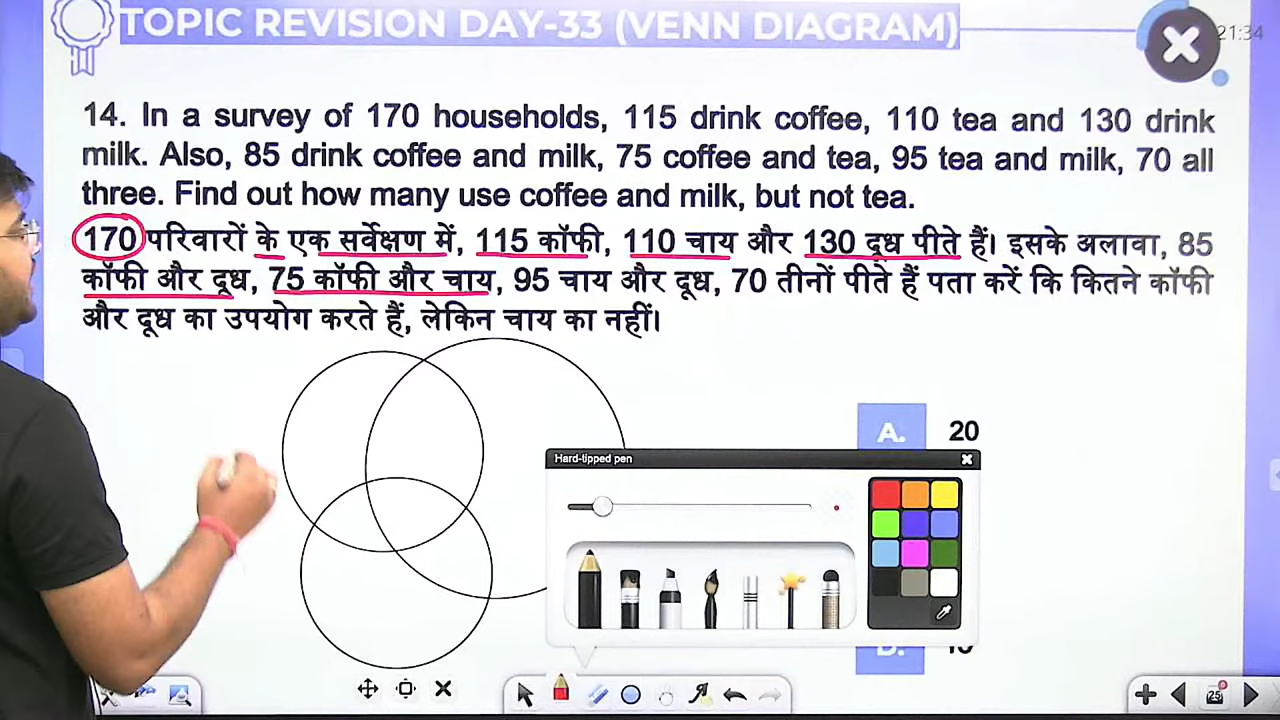 TOPIC REVISION DAY-33 (VENN DIAGRAM)
21:34
14. In a survey of 170 households, 115 drink coffee, 110 tea and 130 drink
milk. Also, 85 drink coffee and milk, 75 coffee and tea, 95 tea and milk, 70 all
three. Find out how many use coffee and milk, but not tea.
170 परिवारों के एक सर्वेक्षण में, 115 कॉफी, 110 चाय और 130 दूध पीते हैं। इसके अलावा, 85
कॉफी और दूध, 75 कॉफी और चाय, 95 चाय और दूध, 70 तीनों पीते हैं पता करें कि कितने कॉफी
और दूध का उपयोग करते हैं, लेकिन चाय का नहीं।
A. 20
Hard-tipped pen
25